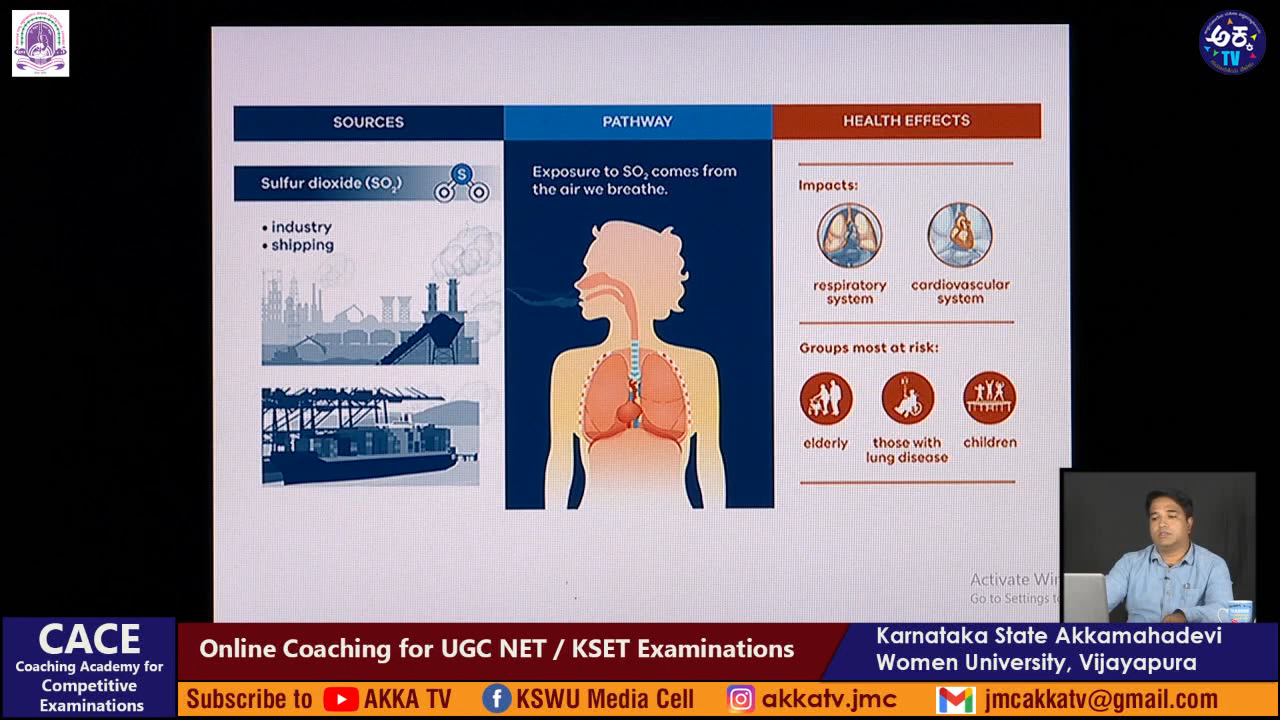 ಅಕ್ಕ
TV
SOURCES
PATHWAY
HEALTH EFFECTS
Sulfur dioxide (SO₂)
S
• industry
• shipping
Exposure to SO₂ comes from
the air we breathe.
Impacts:
respiratory
system
cardiovascular
system
Groups most at risk:
elderly
those with
lung disease
children
Activate Win
Go to Settings to
CACE
Coaching Academy for
Competitive
Examinations
Online Coaching for UGC NET / KSET Examinations
Karnataka State Akkamahadevi
Women University, Vijayapura
Subscribe to
AKKA TV
KSWU Media Cell
akkatv.jmc
jmcakkatv@gmail.com